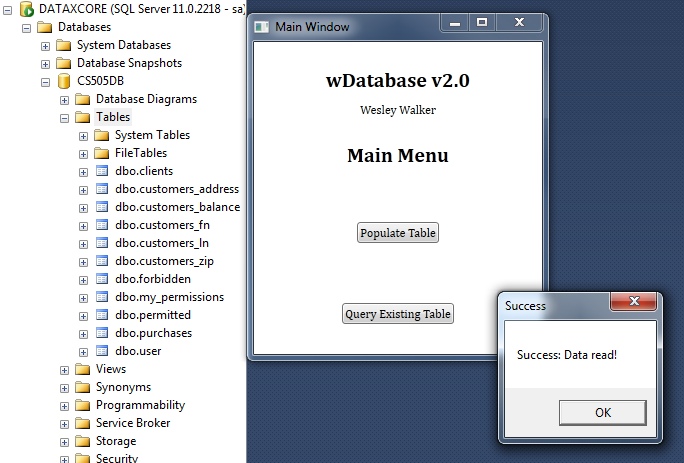 DATAXCORE (SQL Server 11.0.2218 - sa)
Databases
System Databases
Database Snapshots
CS505DB
Database Diagrams
Tables
System Tables
FileTables
dbo.clients
dbo.customers_address
dbo.customers_balance
dbo.customers_fn
dbo.customers_ln
dbo.customers_zip
dbo.forbidden
dbo.my_permissions
dbo.permitted
dbo.purchases
dbo.user
Views
Synonyms
Programmability
Service Broker
Storage
Security
Main Window
wDatabase v2.0
Wesley Walker
Main Menu
Populate Table
Query Existing Table
Success
Success: Data read!
OK